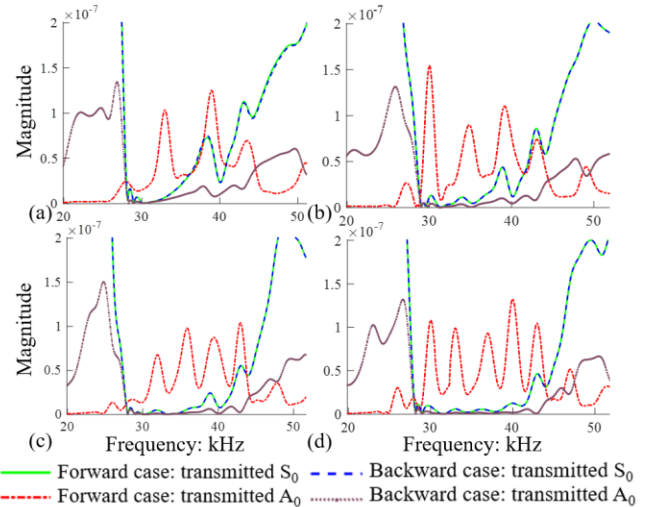 ×10⁻⁷ ×10⁻⁷
2 2
1.5 1.5
Magnitude
1 1
0.5 0.5
(a) (b)
20 30 40 50 20 30 40 50
×10⁻⁷ ×10⁻⁷
2 2
1.5 1.5
Magnitude
1 1
0.5 0.5
0 0
20 30 40 50 20 30 40 50
(c) Frequency: kHz (d) Frequency: kHz
Forward case: transmitted S₀ Backward case: transmitted S₀
Forward case: transmitted A₀ Backward case: transmitted A₀